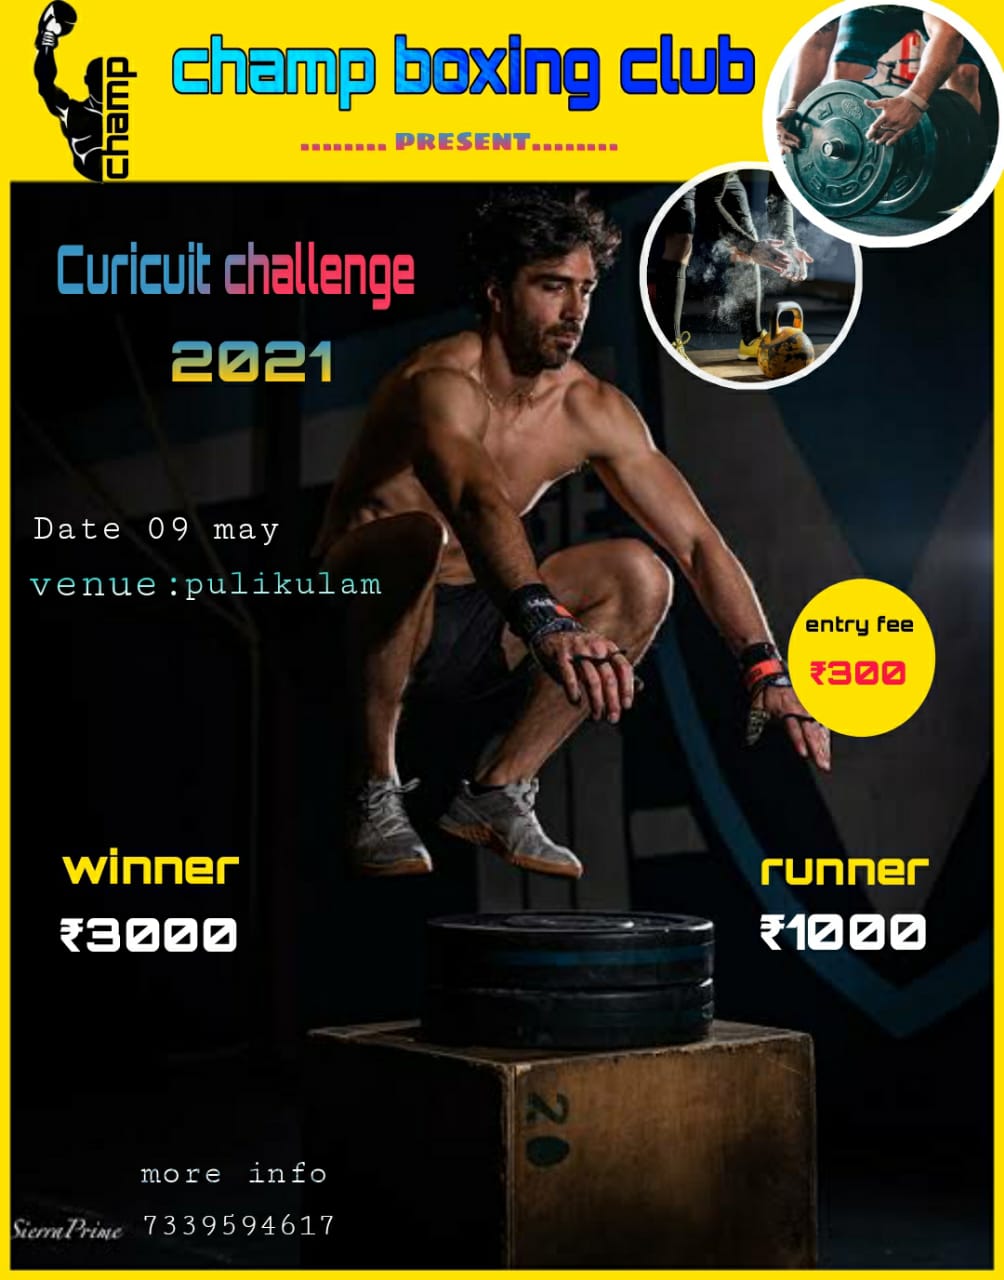 champ
champ boxing club
........ PRESENT.........
Curicuit challenge
2021
Date 09 may
venue:pulikulam
entry fee
₹300
winner
₹3000
runner
₹1000
20
more info
7339594617
SierraPrime